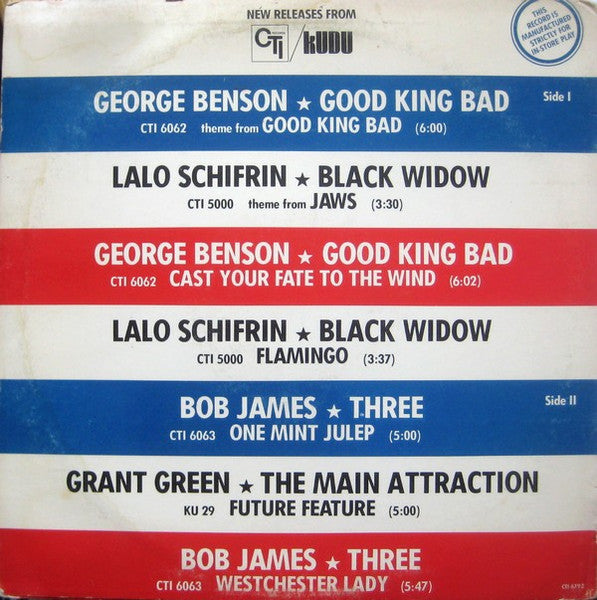 NEW RELEASES FROM
CTI / KUDU
THIS
RECORD IS
MANUFACTURED
STRICTLY FOR
IN-STORE PLAY
GEORGE BENSON ★ GOOD KING BAD Side I
CTI 6062 theme from GOOD KING BAD (6:00)
LALO SCHIFRIN ★ BLACK WIDOW
CTI 5000 theme from JAWS (3:30)
GEORGE BENSON ★ GOOD KING BAD
CTI 6062 CAST YOUR FATE TO THE WIND (6:02)
LALO SCHIFRIN ★ BLACK WIDOW
CTI 5000 FLAMINGO (3:37)
BOB JAMES ★ THREE Side II
CTI 6063 ONE MINT JULEP (5:00)
GRANT GREEN ★ THE MAIN ATTRACTION
KU 29 FUTURE FEATURE (5:00)
BOB JAMES ★ THREE
CTI 6063 WESTCHESTER LADY (5:47)